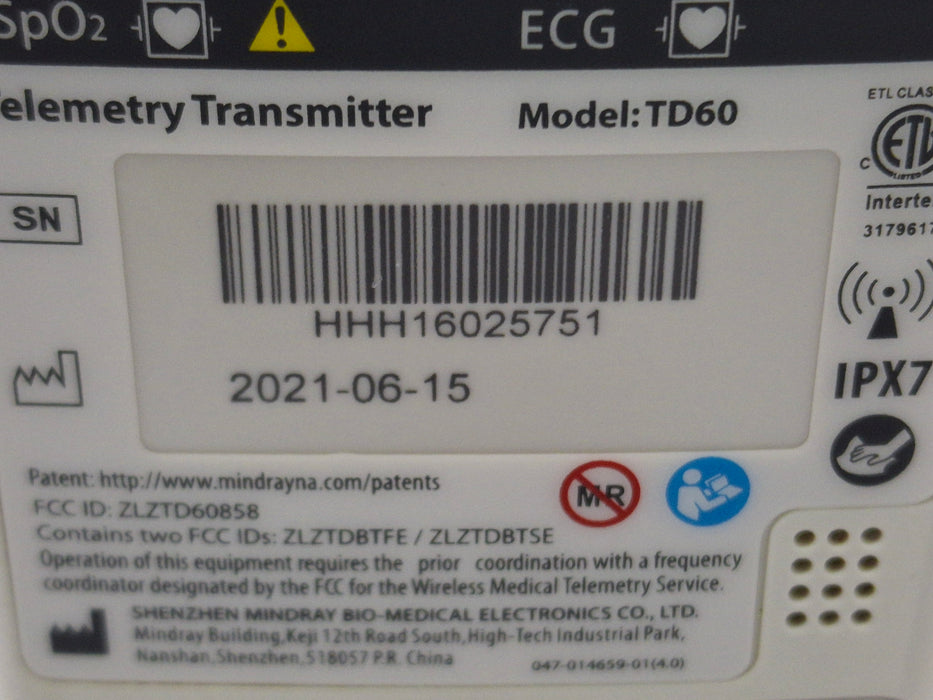 SpO2
ECG
Telemetry Transmitter
Model: TD60
ETL CLAS
SN
C
ETL
LISTED
Interte
3179617
HHH16025751
2021-06-15
IPX7
Patent: http://www.mindrayna.com/patents
MR
FCC ID: ZLZTD60858
Contains two FCC IDs: ZLZTDBTFE / ZLZTDBTSE
Operation of this equipment requires the prior coordination with a frequency
coordinator designated by the FCC for the Wireless Medical Telemetry Service.
SHENZHEN MINDRAY BIO-MEDICAL ELECTRONICS CO., LTD.
Mindray Building,Keji 12th Road South,High-Tech Industrial Park,
Nanshan,Shenzhen,518057 P.R. China
047-014659-01(4.0)